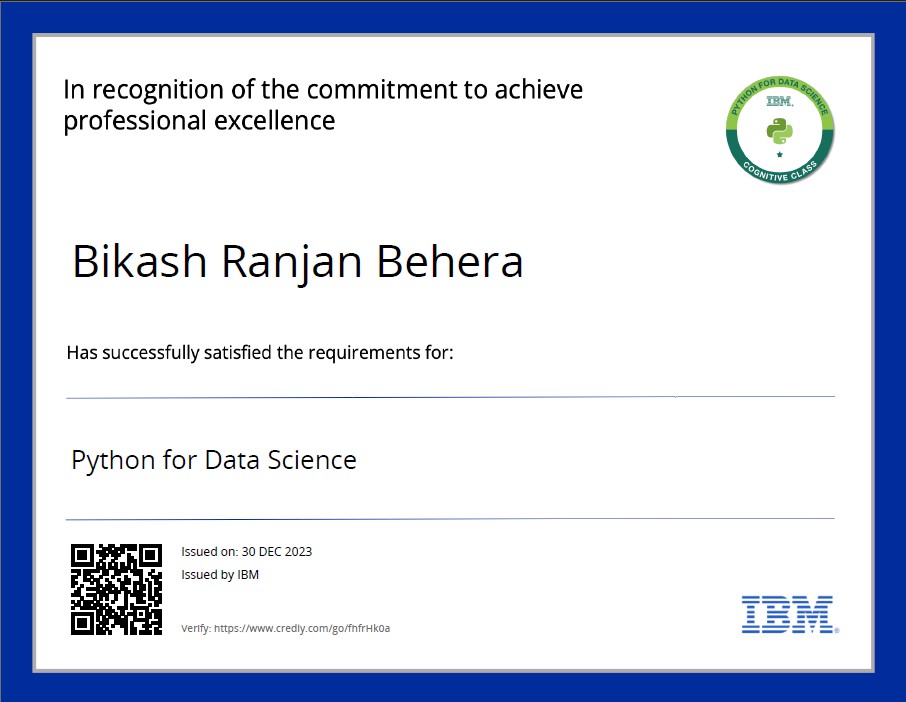 In recognition of the commitment to achieve
professional excellence
PYTHON FOR DATA SCIENCE
IBM.
COGNITIVE CLASS
Bikash Ranjan Behera
Has successfully satisfied the requirements for:
Python for Data Science
Issued on: 30 DEC 2023
Issued by IBM
Verify: https://www.credly.com/go/fhfrHk0a
IBM®